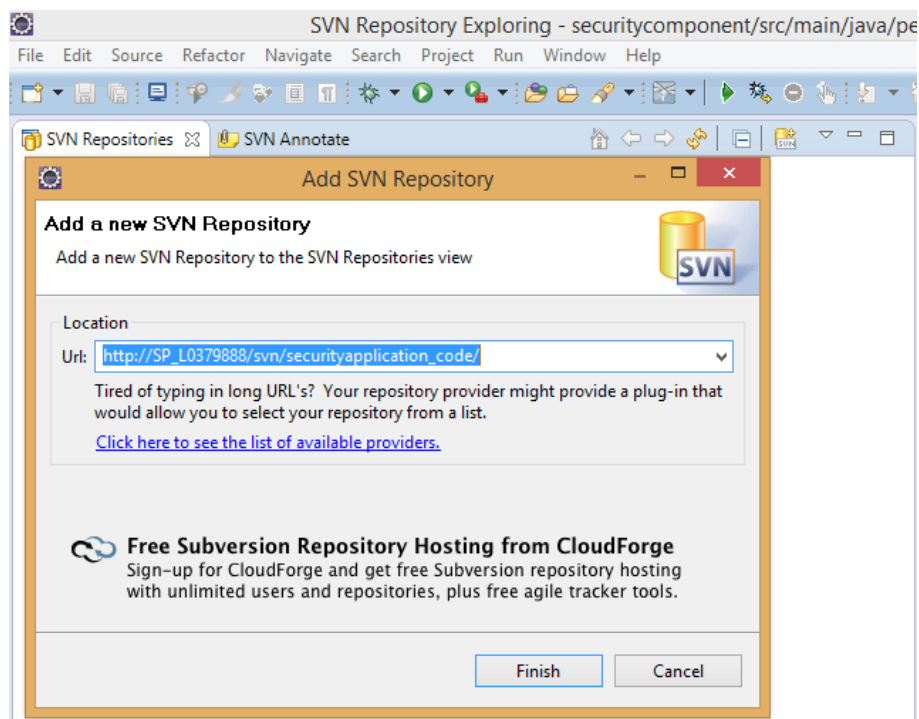 SVN Repository Exploring - securitycomponent/src/main/java/pe
File Edit Source Refactor Navigate Search Project Run Window Help
SVN Repositories SVN Annotate
SVN
Add SVN Repository
Add a new SVN Repository
Add a new SVN Repository to the SVN Repositories view
SVN
Location
Url: http://SP_L0379888/svn/securityapplication_code/
Tired of typing in long URL's? Your repository provider might provide a plug-in that
would allow you to select your repository from a list.
Click here to see the list of available providers.
Free Subversion Repository Hosting from CloudForge
Sign-up for CloudForge and get free Subversion repository hosting
with unlimited users and repositories, plus free agile tracker tools.
Finish Cancel